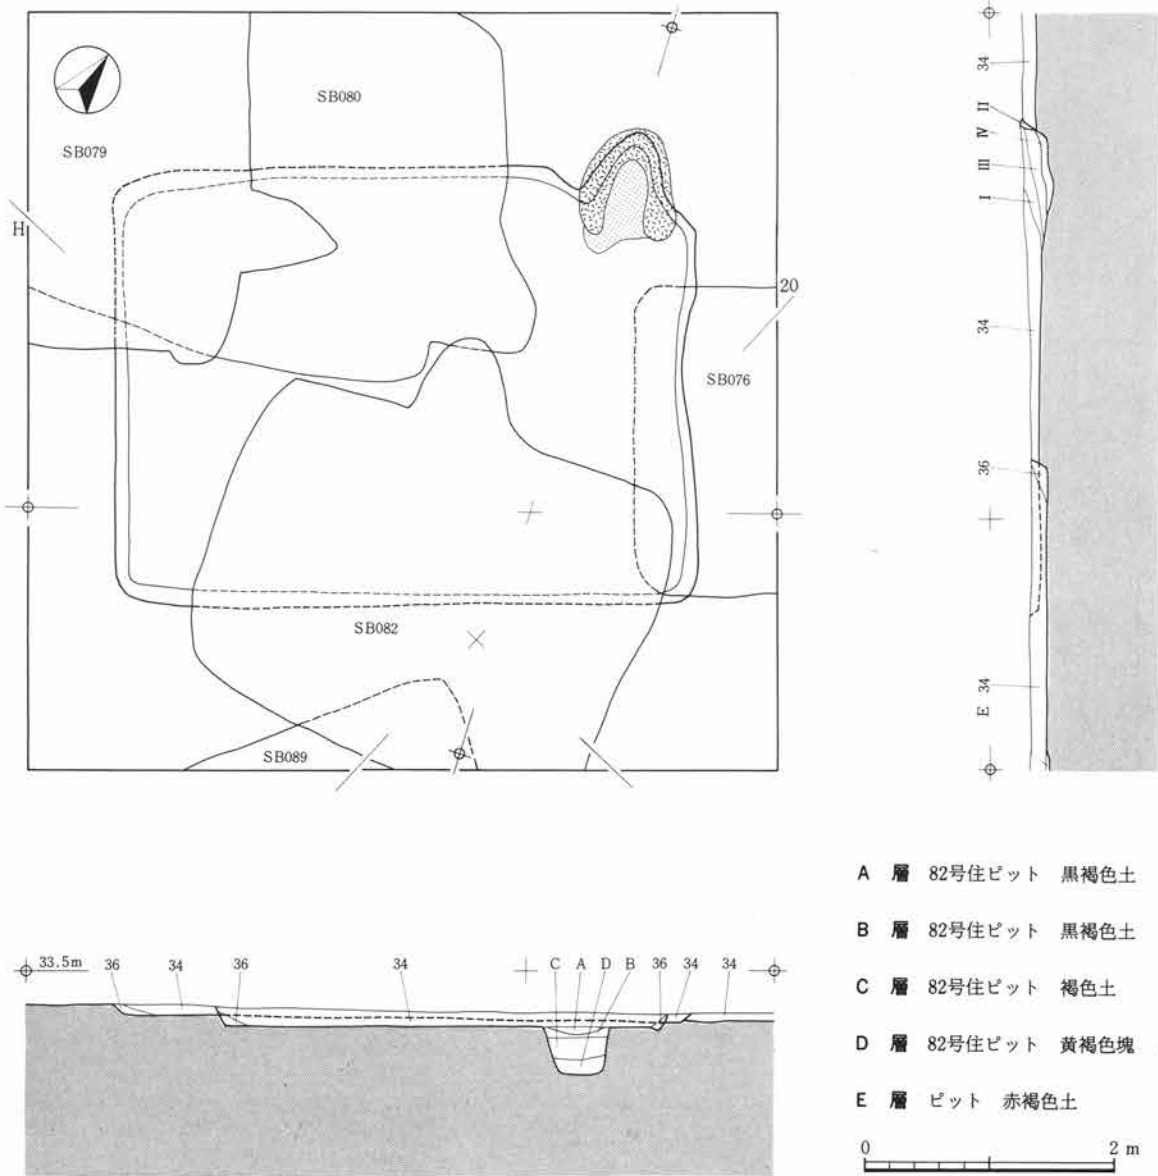 SB080
SB079
H
20
SB076
SB082
SB089
34
II
IV
III
I
34
36
34
E
33.5m 36 34 36 34 C A D B 36 34 34
A 層 82号住ピット 黒褐色土
B 層 82号住ピット 黒褐色土
C 層 82号住ピット 褐色土
D 層 82号住ピット 黄褐色塊
E 層 ピット 赤褐色土
0 2 m